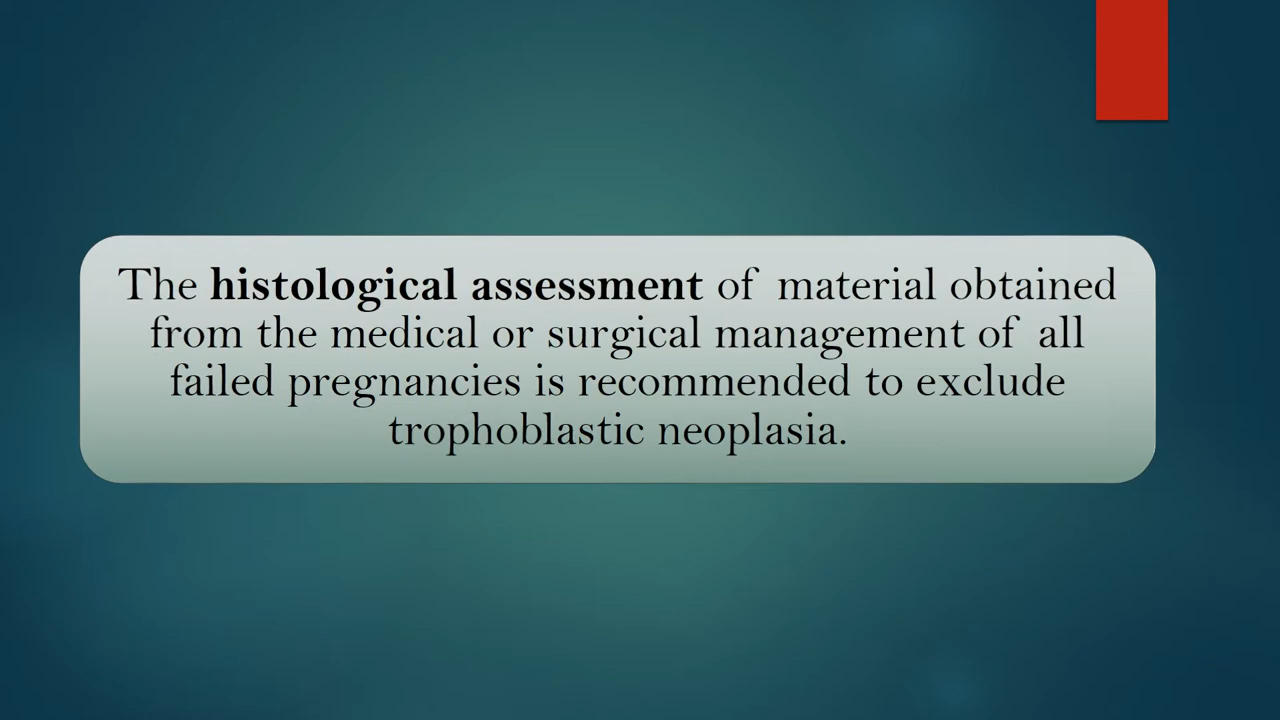 The histological assessment of material obtained
from the medical or surgical management of all
failed pregnancies is recommended to exclude
trophoblastic neoplasia.